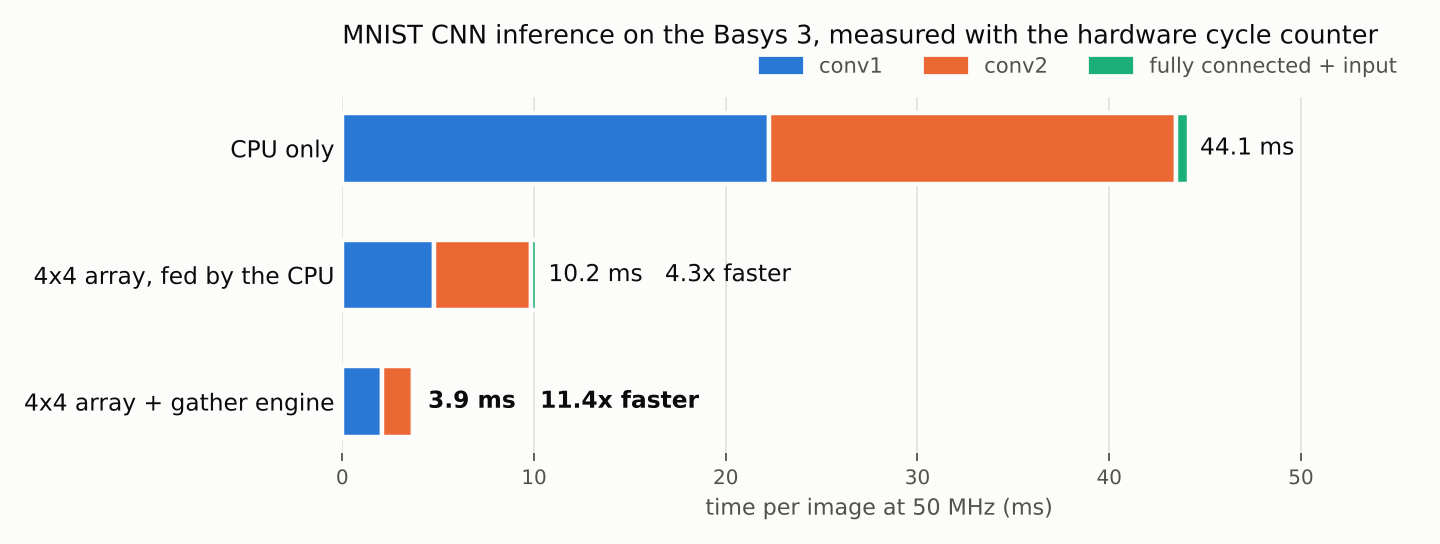 MNIST CNN inference on the Basys 3, measured with the hardware cycle counter
conv1 conv2 fully connected + input
CPU only 44.1 ms
4x4 array, fed by the CPU 10.2 ms 4.3x faster
4x4 array + gather engine 3.9 ms 11.4x faster
0 10 20 30 40 50
time per image at 50 MHz (ms)